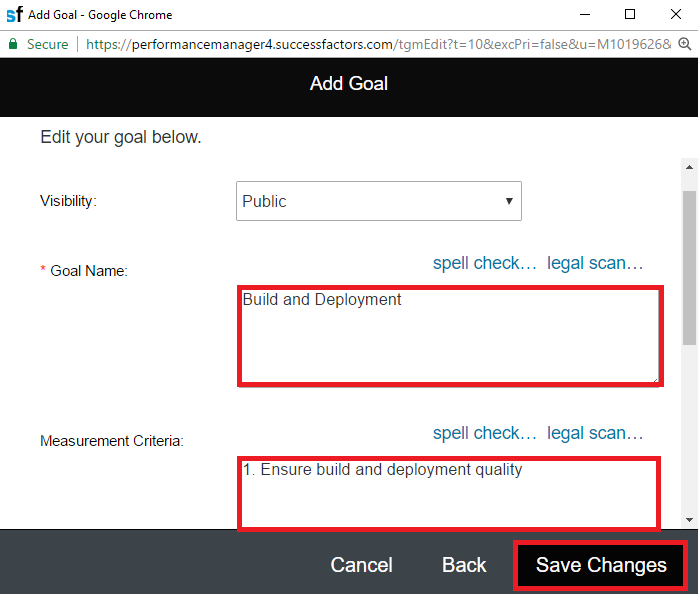 sf Add Goal - Google Chrome
Secure | https://performancemanager4.successfactors.com/tgmEdit?t=10&excPri=false&u=M1019626&
Add Goal
Edit your goal below.
Visibility: Public
spell check... legal scan...
* Goal Name:
Build and Deployment
spell check... legal scan...
Measurement Criteria:
1. Ensure build and deployment quality
Cancel Back Save Changes